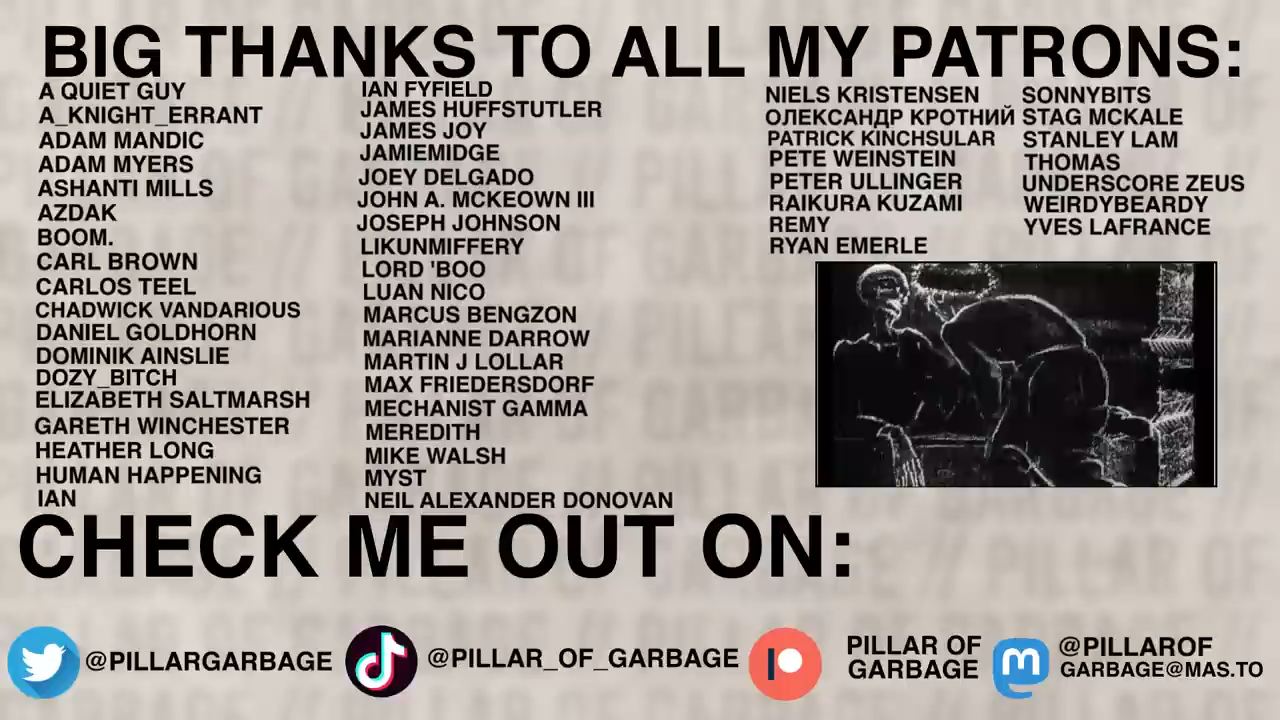 BIG THANKS TO ALL MY PATRONS:
A QUIET GUY
A_KNIGHT_ERRANT
ADAM MANDIC
ADAM MYERS
ASHANTI MILLS
AZDAK
BOOM.
CARL BROWN
CARLOS TEEL
CHADWICK VANDARIOUS
DANIEL GOLDHORN
DOMINIK AINSLIE
DOZY_BITCH
ELIZABETH SALTMARSH
GARETH WINCHESTER
HEATHER LONG
HUMAN HAPPENING
IAN
IAN FYFIELD
JAMES HUFFSTUTLER
JAMES JOY
JAMIEMIDGE
JOEY DELGADO
JOHN A. MCKEOWN III
JOSEPH JOHNSON
LIKUNMIFFERY
LORD 'BOO
LUAN NICO
MARCUS BENGZON
MARIANNE DARROW
MARTIN J LOLLAR
MAX FRIEDERSDORF
MECHANIST GAMMA
MEREDITH
MIKE WALSH
MYST
NEIL ALEXANDER DONOVAN
NIELS KRISTENSEN
ОЛЕКСАНДР КРОТНИЙ
PATRICK KINCHSULAR
PETE WEINSTEIN
PETER ULLINGER
RAIKURA KUZAMI
REMY
RYAN EMERLE
SONNYBITS
STAG MCKALE
STANLEY LAM
THOMAS
UNDERSCORE ZEUS
WEIRDYBEARDY
YVES LAFRANCE
CHECK ME OUT ON:
@PILLARGARBAGE
@PILLAR_OF_GARBAGE
PILLAR OF
GARBAGE
@PILLAROF
GARBAGE@MAS.TO